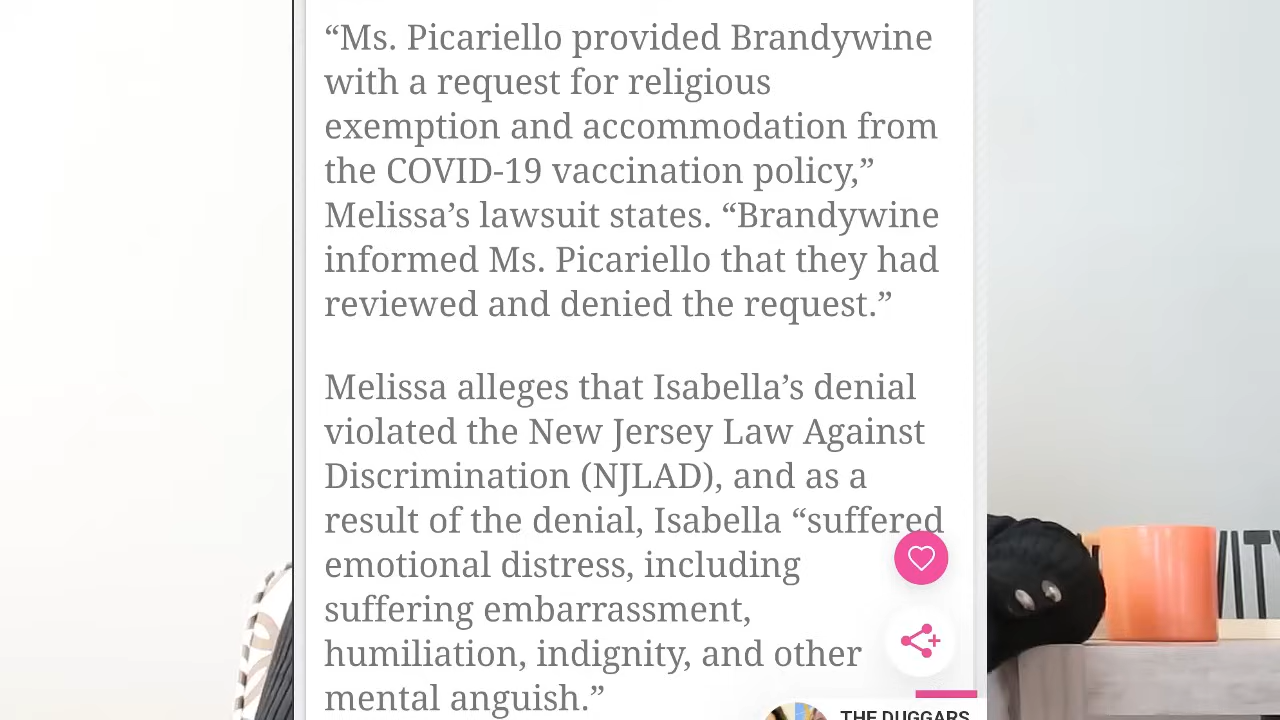 “Ms. Picariello provided Brandywine
with a request for religious
exemption and accommodation from
the COVID-19 vaccination policy,”
Melissa’s lawsuit states. “Brandywine
informed Ms. Picariello that they had
reviewed and denied the request.”
Melissa alleges that Isabella’s denial
violated the New Jersey Law Against
Discrimination (NJLAD), and as a
result of the denial, Isabella “suffered
emotional distress, including
suffering embarrassment,
humiliation, indignity, and other
mental anguish.”
THE DUGGARS